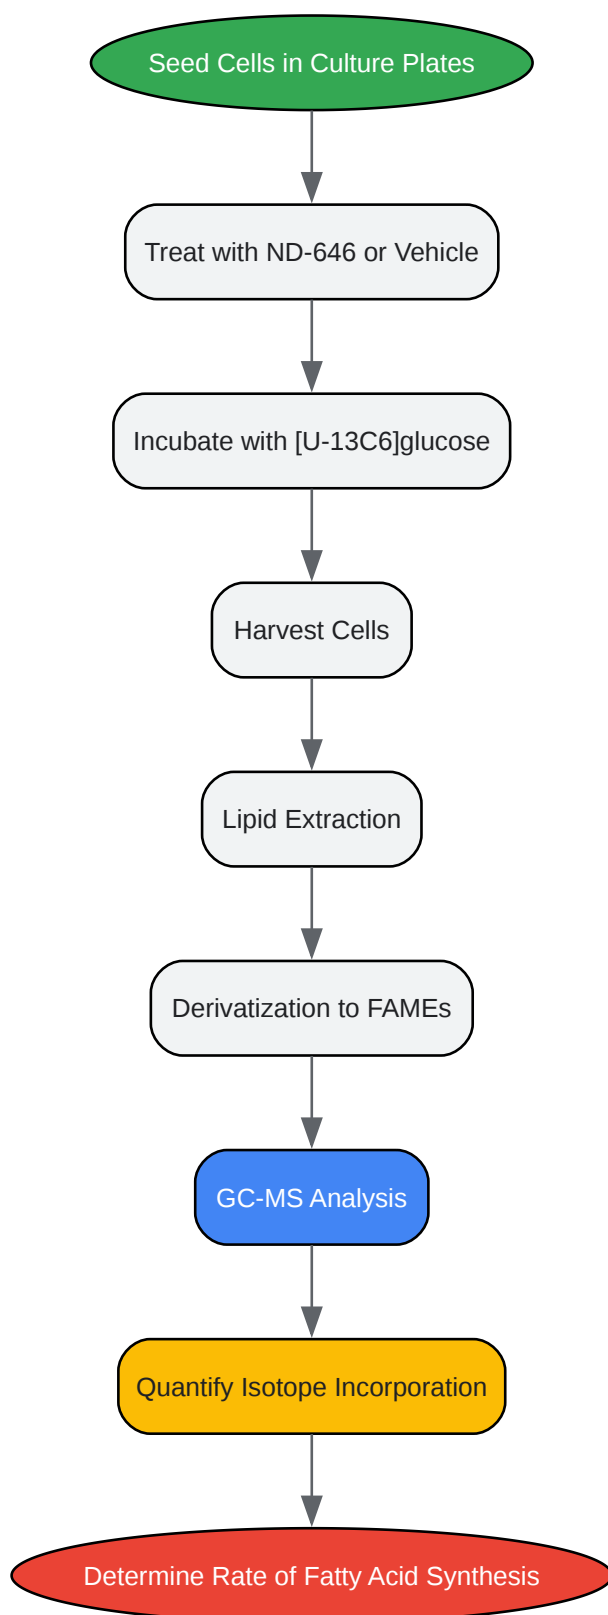 Seed Cells in Culture Plates
Treat with ND-646 or Vehicle
Incubate with [U-13C6]glucose
Harvest Cells
Lipid Extraction
Derivatization to FAMEs
GC-MS Analysis
Quantify Isotope Incorporation
Determine Rate of Fatty Acid Synthesis